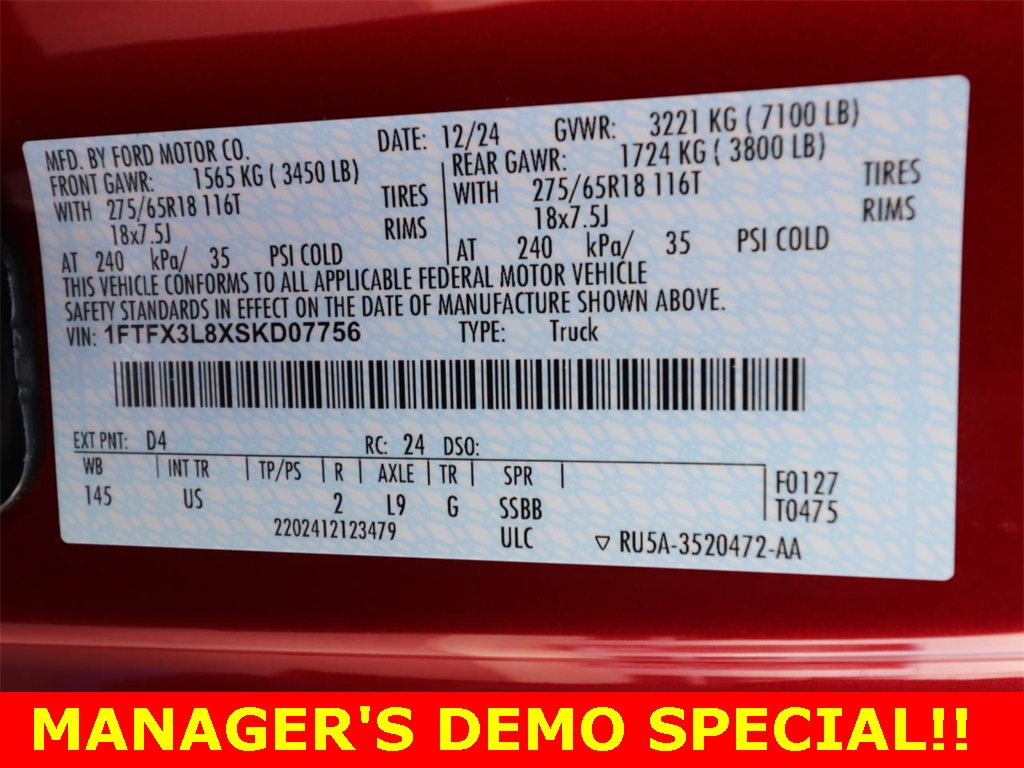 MFD. BY FORD MOTOR CO. DATE: 12/24 GVWR: 3221 KG ( 7100 LB)
FRONT GAWR: 1565 KG ( 3450 LB) REAR GAWR: 1724 KG ( 3800 LB)
WITH 275/65R18 116T TIRES WITH 275/65R18 116T TIRES
18x7.5J RIMS 18x7.5J RIMS
AT 240 kPa/ 35 PSI COLD AT 240 kPa/ 35 PSI COLD
THIS VEHICLE CONFORMS TO ALL APPLICABLE FEDERAL MOTOR VEHICLE
SAFETY STANDARDS IN EFFECT ON THE DATE OF MANUFACTURE SHOWN ABOVE.
VIN: 1FTFX3L8XSKD07756 TYPE: Truck
EXT PNT: D4 RC: 24 DSO:
WB INT TR TP/PS R AXLE TR SPR F0127
145 US 2 L9 G SSBB T0475
2202412123479 ULC ▽ RU5A-3520472-AA
MANAGER'S DEMO SPECIAL!!